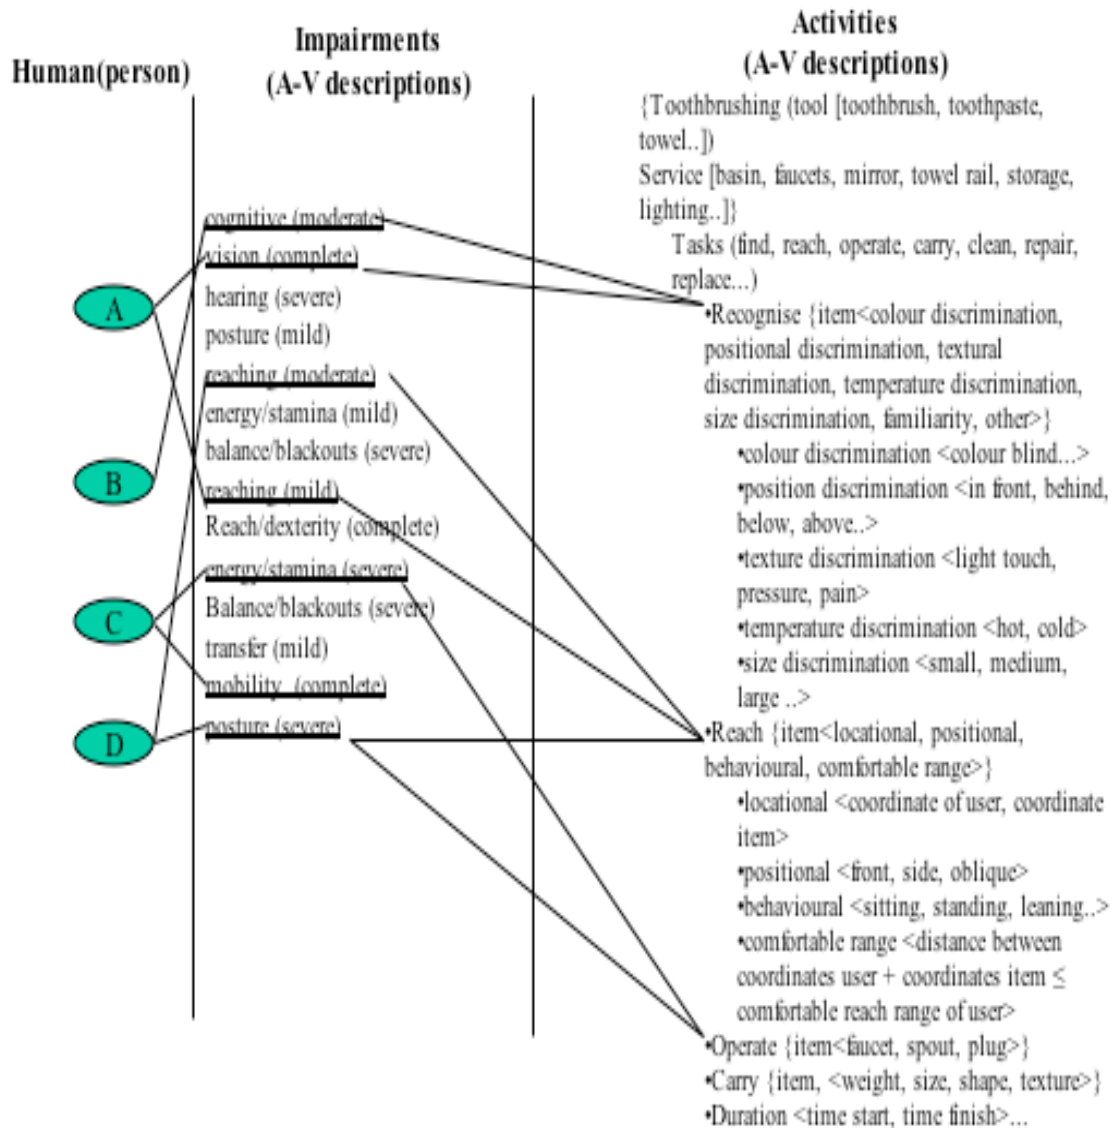 Human(person)
Impairments
(A-V descriptions)
Activities
(A-V descriptions)
A
B
C
D
cognitive (moderate)
vision (complete)
hearing (severe)
posture (mild)
reaching (moderate)
energy/stamina (mild)
balance/blackouts (severe)
reaching (mild)
Reach/dexterity (complete)
energy/stamina (severe)
Balance/blackouts (severe)
transfer (mild)
mobility (complete)
posture (severe)
{Toothbrushing (tool [toothbrush, toothpaste,
towel..])
Service [basin, faucets, mirror, towel rail, storage,
lighting..]}
Tasks (find, reach, operate, carry, clean, repair,
replace...)
•Recognise {item<colour discrimination,
positional discrimination, textural
discrimination, temperature discrimination,
size discrimination, familiarity, other>}
•colour discrimination <colour blind...>
•position discrimination <in front, behind,
below, above..>
•texture discrimination <light touch,
pressure, pain>
•temperature discrimination <hot, cold>
•size discrimination <small, medium,
large ..>
•Reach {item<locational, positional,
behavioural, comfortable range>}
•locational <coordinate of user, coordinate
item>
•positional <front, side, oblique>
•behavioural <sitting, standing, leaning..>
•comfortable range <distance between
coordinates user + coordinates item ≤
comfortable reach range of user>
•Operate {item<faucet, spout, plug>}
•Carry {item, <weight, size, shape, texture>}
•Duration <time start, time finish>...